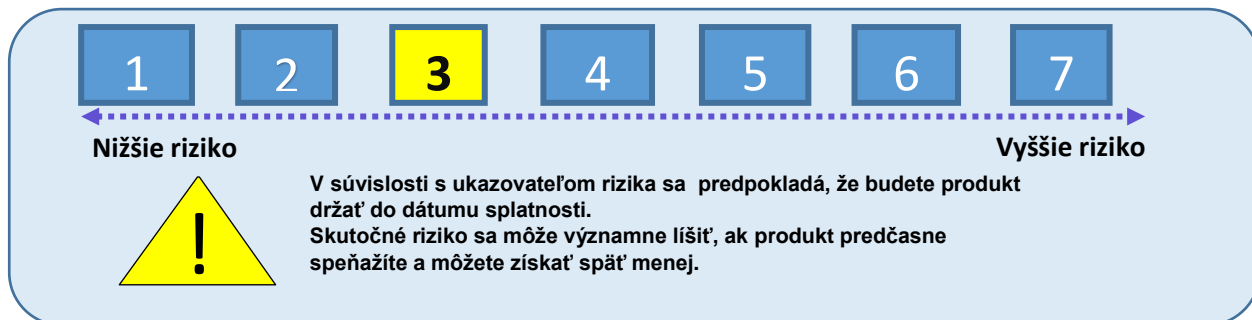 1 2 3 4 5 6 7
Nižšie riziko Vyššie riziko
!
V súvislosti s ukazovateľom rizika sa predpokladá, že budete produkt
držať do dátumu splatnosti.
Skutočné riziko sa môže významne líšiť, ak produkt predčasne
speňažíte a môžete získať späť menej.